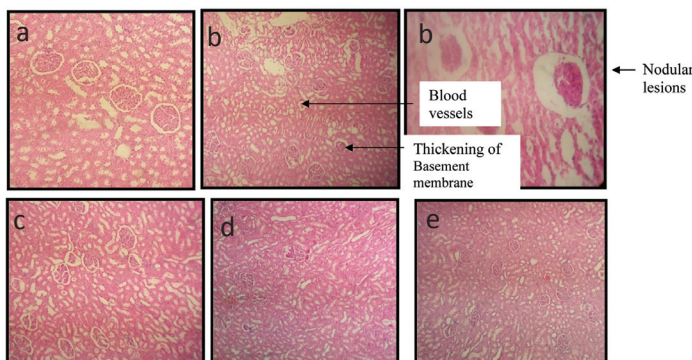 a
b
b
Nodular
lesions
Blood
vessels
Thickening of
Basement
membrane
c
d
e